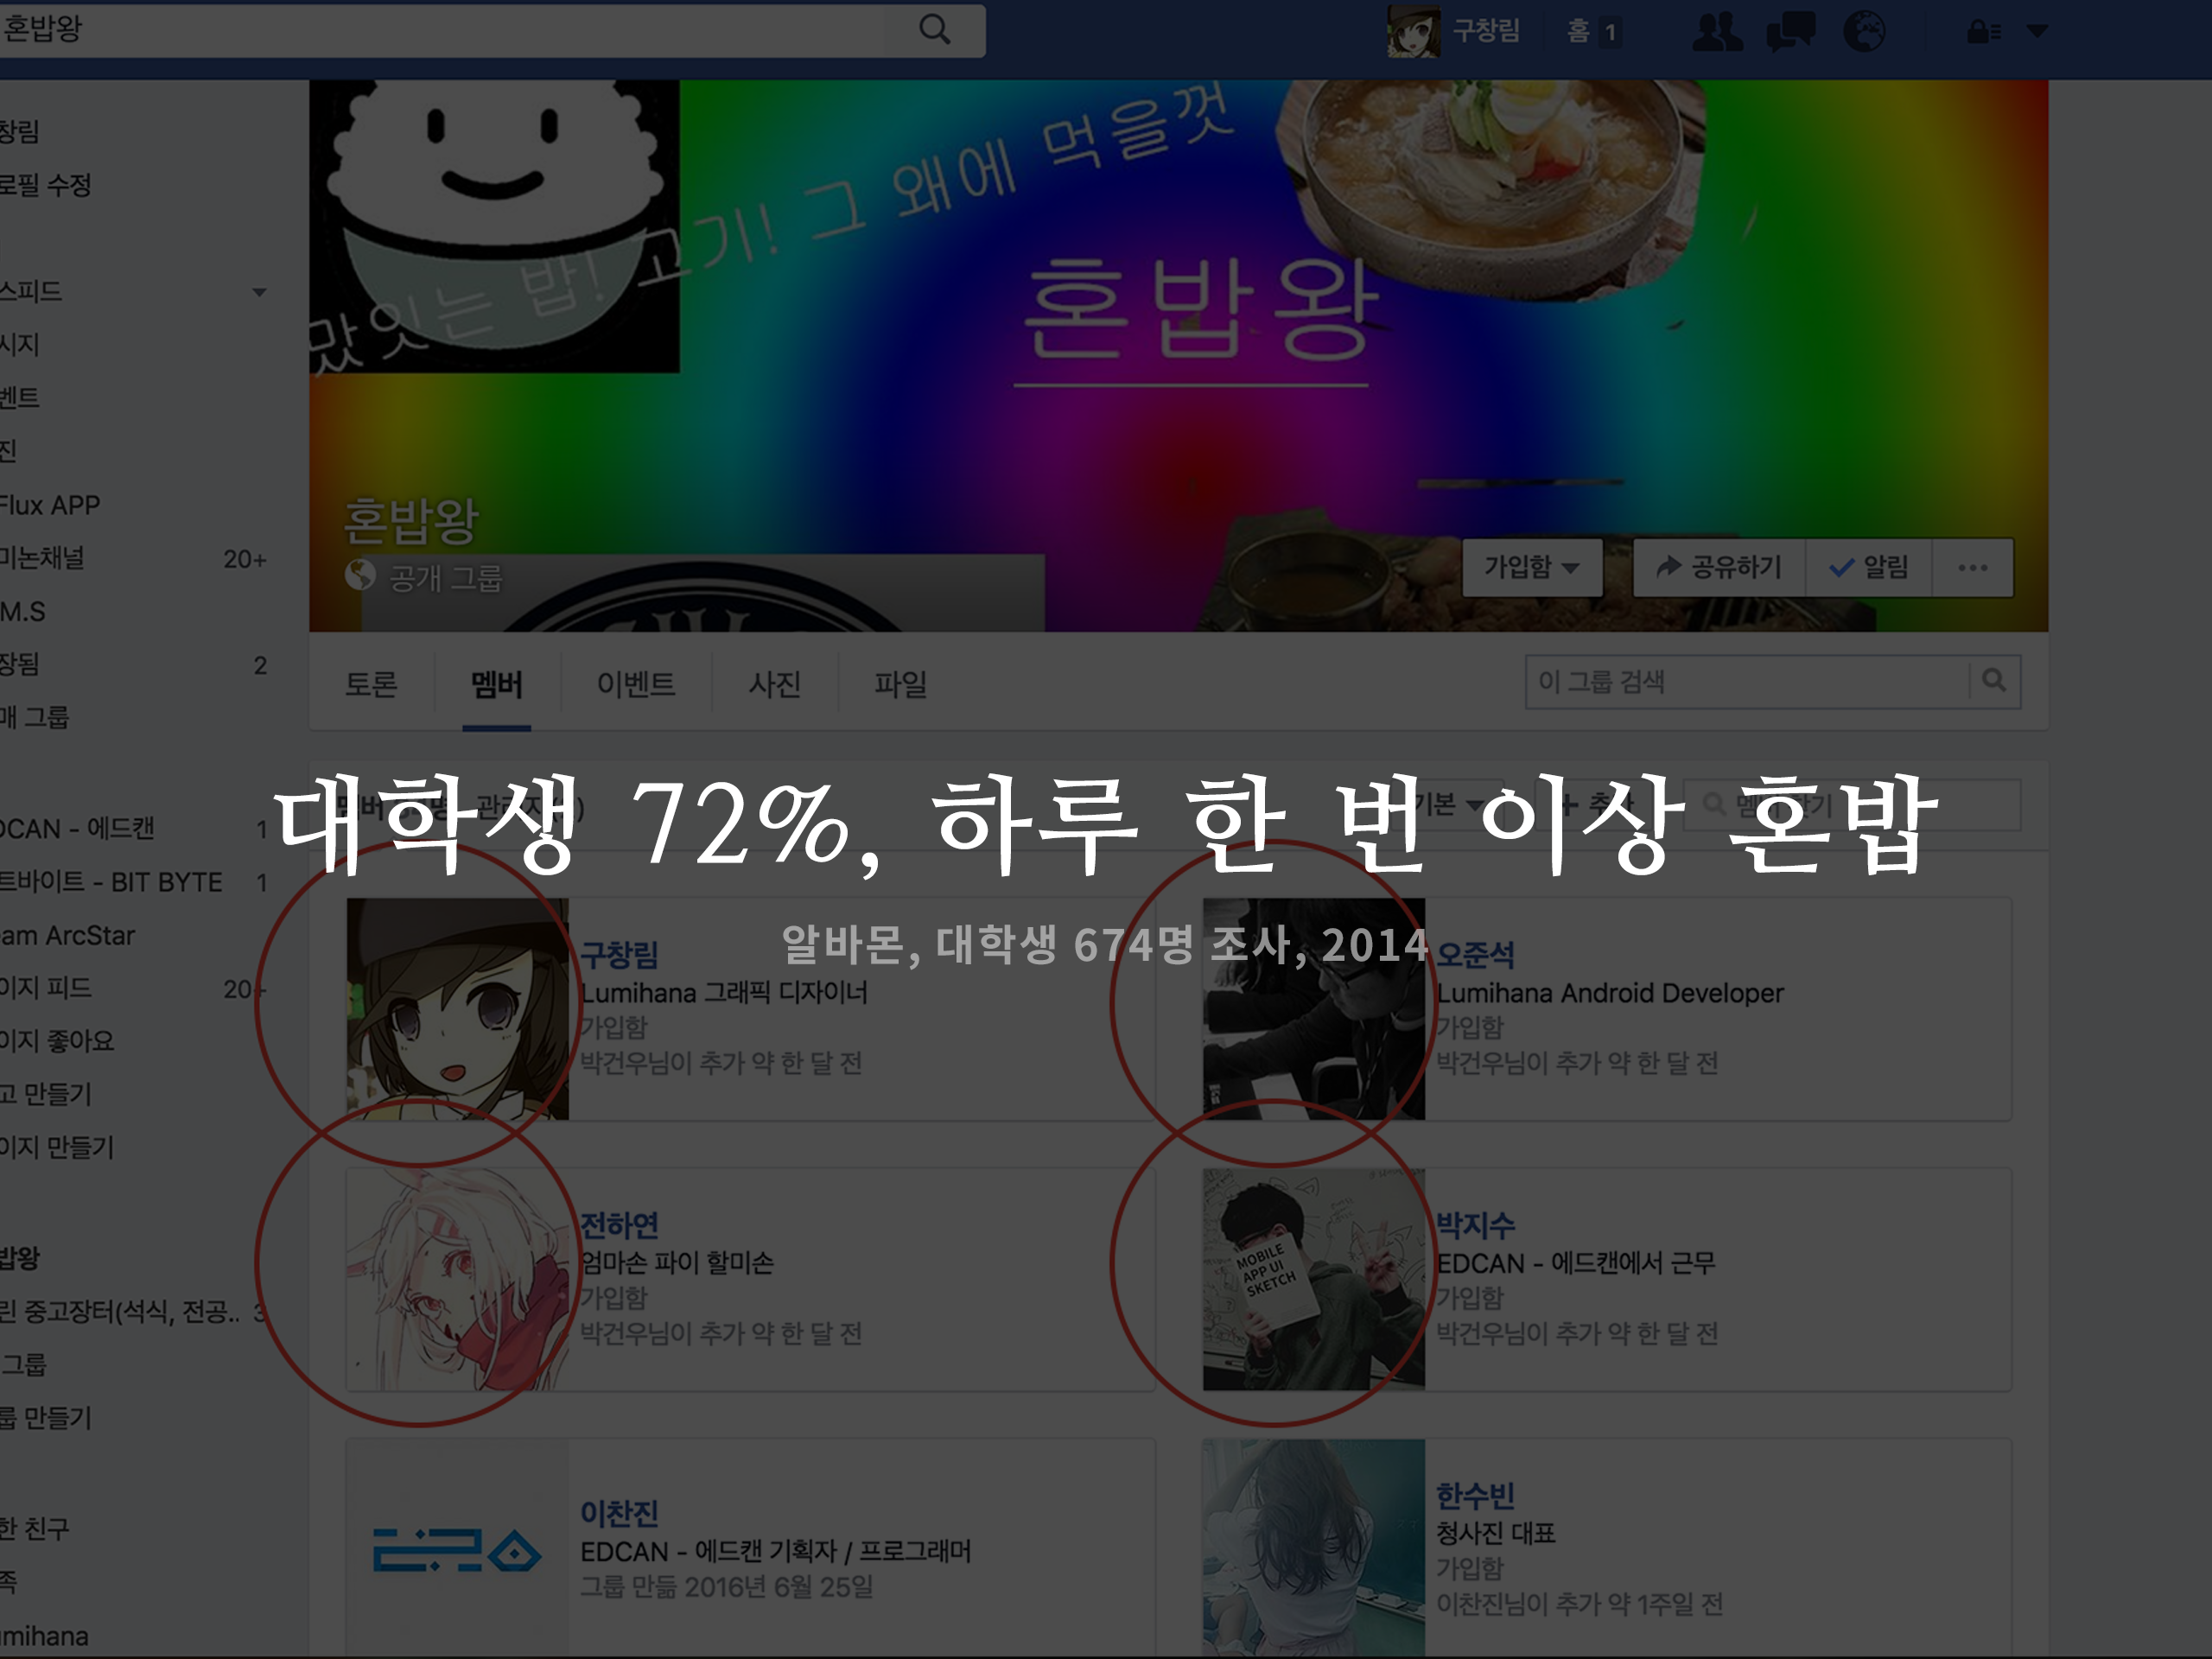 혼밥왕
구창림
홈 1
창림
로필 수정
스피드
시지
벤트
진
Flux APP
미논채널 20+
M.S
장됨 2
매 그룹
DCAN - 에드캔 1
트바이트 - BIT BYTE 1
eam ArcStar
이지 피드 20+
이지 좋아요
고 만들기
이지 만들기
밥왕
린 중고장터(석식, 전공.. 3
그룹
룹 만들기
한 친구
족
umihana
맜잇는 밥! 고기! 그 왜에 먹을껏
혼밥왕
혼밥왕
공개 그룹
가입함
공유하기
알림
토론 멤버 이벤트 사진 파일
이 그룹 검색
기본
대학생 72%, 하루 한 번 이상 혼밥
알바몬, 대학생 674명 조사, 2014
구창림
Lumihana 그래픽 디자이너
가입함
박건우님이 추가 약 한 달 전
오준석
Lumihana Android Developer
가입함
박건우님이 추가 약 한 달 전
전하연
엄마손 파이 할미손
가입함
박건우님이 추가 약 한 달 전
MOBILE
APP UI
SKETCH
박지수
EDCAN - 에드캔에서 근무
가입함
박건우님이 추가 약 한 달 전
이찬진
EDCAN - 에드캔 기획자 / 프로그래머
그룹 만듦 2016년 6월 25일
한수빈
청사진 대표
가입함
이찬진님이 추가 약 1주일 전